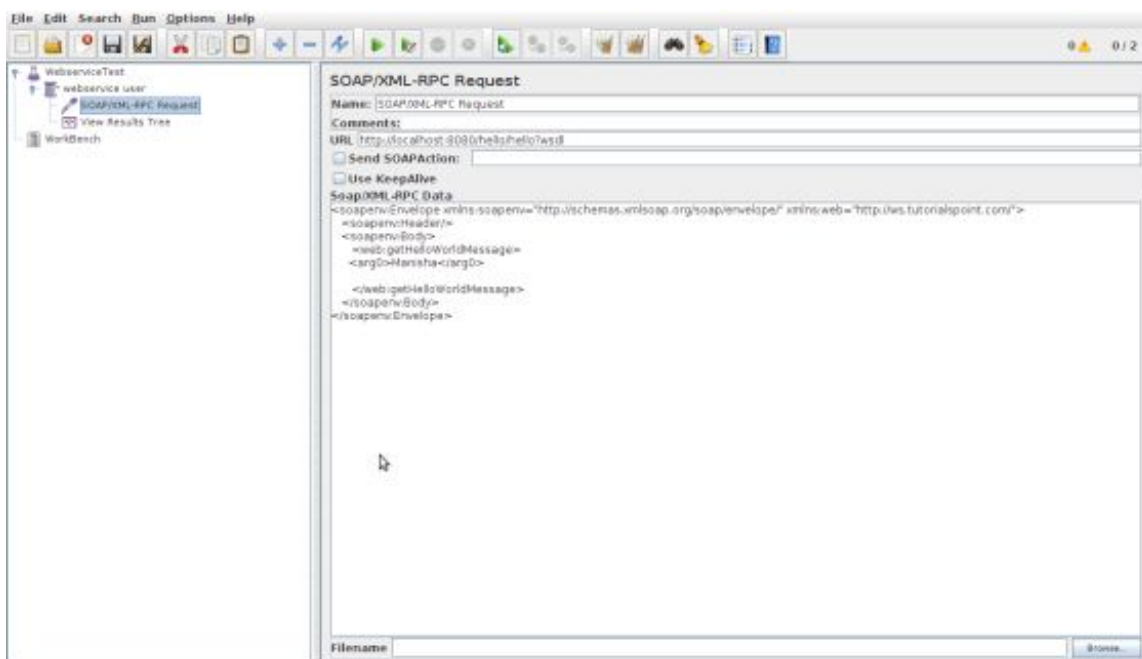 File Edit Search Run Options Help
0 0 / 2
WebserviceTest
webservice user
SOAP/XML-RPC Request
View Results Tree
WorkBench
SOAP/XML-RPC Request
Name: SOAP/XML-RPC Request
Comments:
URL http://localhost:8080/hello/hello?wsdl
Send SOAPAction:
Use KeepAlive
Soap/XML-RPC Data
<soapenv:Envelope xmlns:soapenv="http://schemas.xmlsoap.org/soap/envelope/" xmlns:web="http://ws.tutorialspoint.com/">
<soapenv:Header/>
<soapenv:Body>
<web:getHelloWorldMessage>
<arg0>Manisha</arg0>
</web:getHelloWorldMessage>
</soapenv:Body>
</soapenv:Envelope>
Filename Browse...